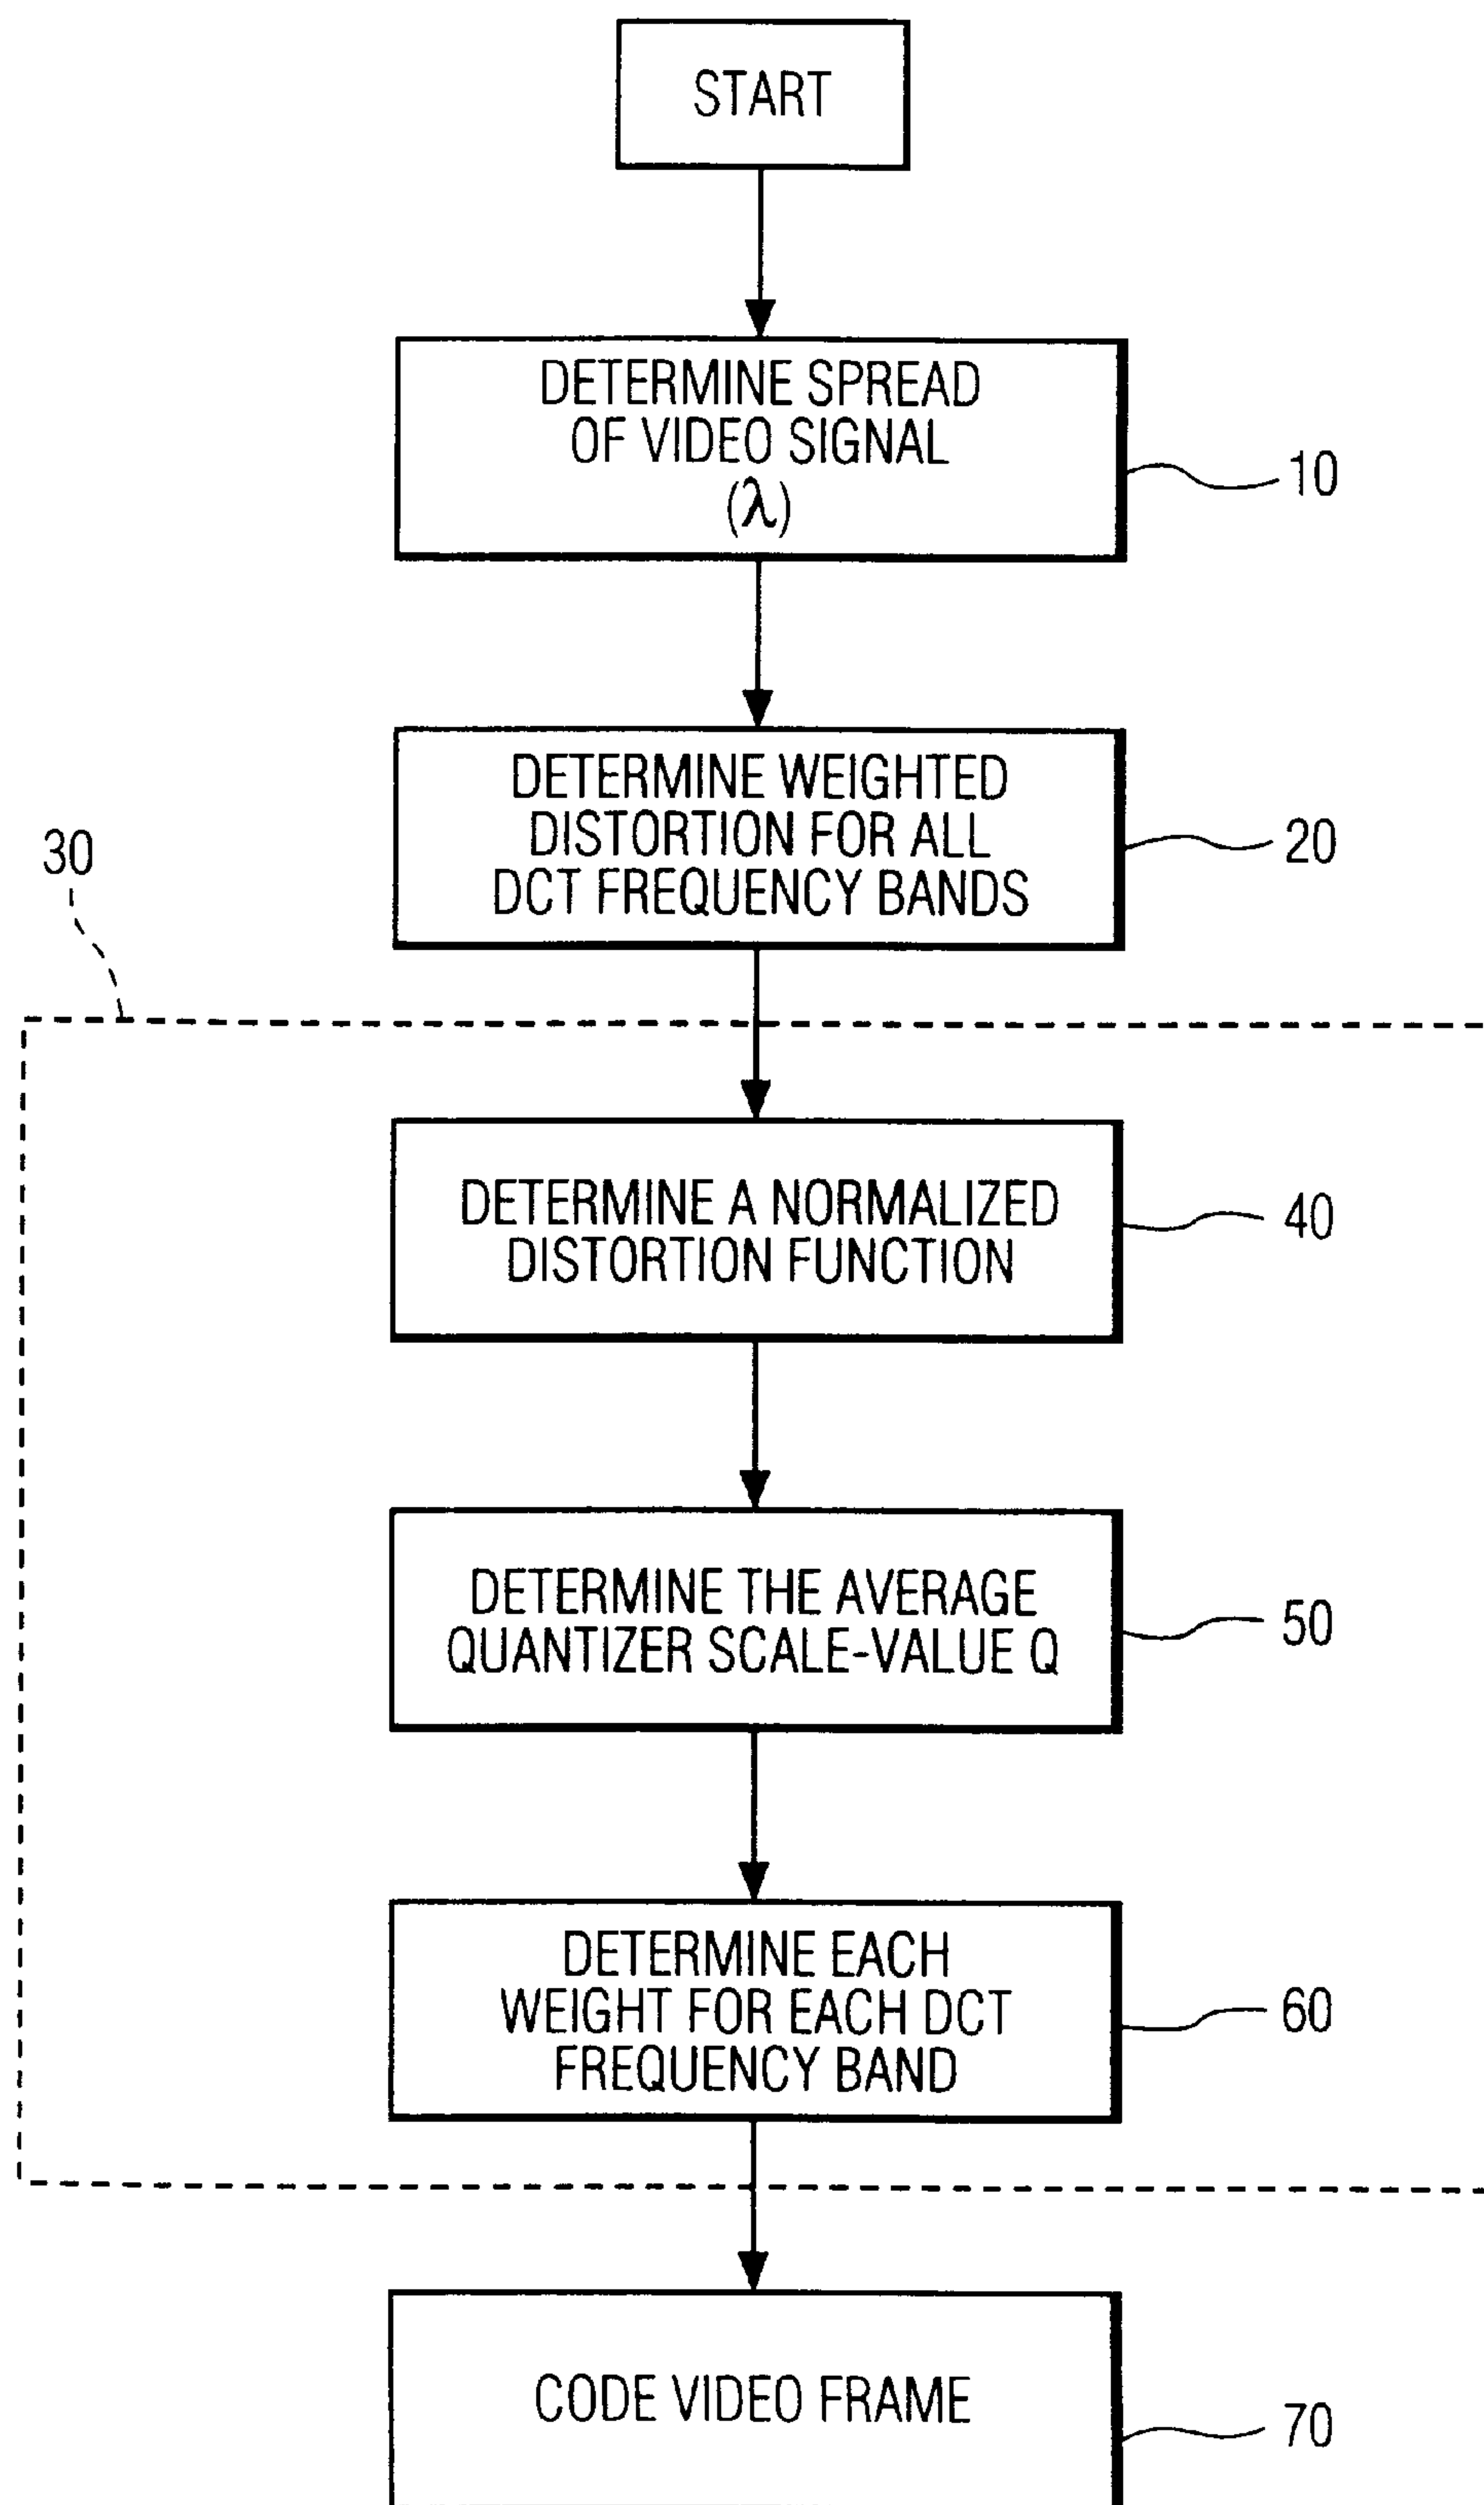 START
DETERMINE SPREAD
OF VIDEO SIGNAL
(λ)
10
DETERMINE WEIGHTED
DISTORTION FOR ALL
DCT FREQUENCY BANDS
20
30
DETERMINE A NORMALIZED
DISTORTION FUNCTION
40
DETERMINE THE AVERAGE
QUANTIZER SCALE-VALUE Q
50
DETERMINE EACH
WEIGHT FOR EACH DCT
FREQUENCY BAND
60
CODE VIDEO FRAME
70